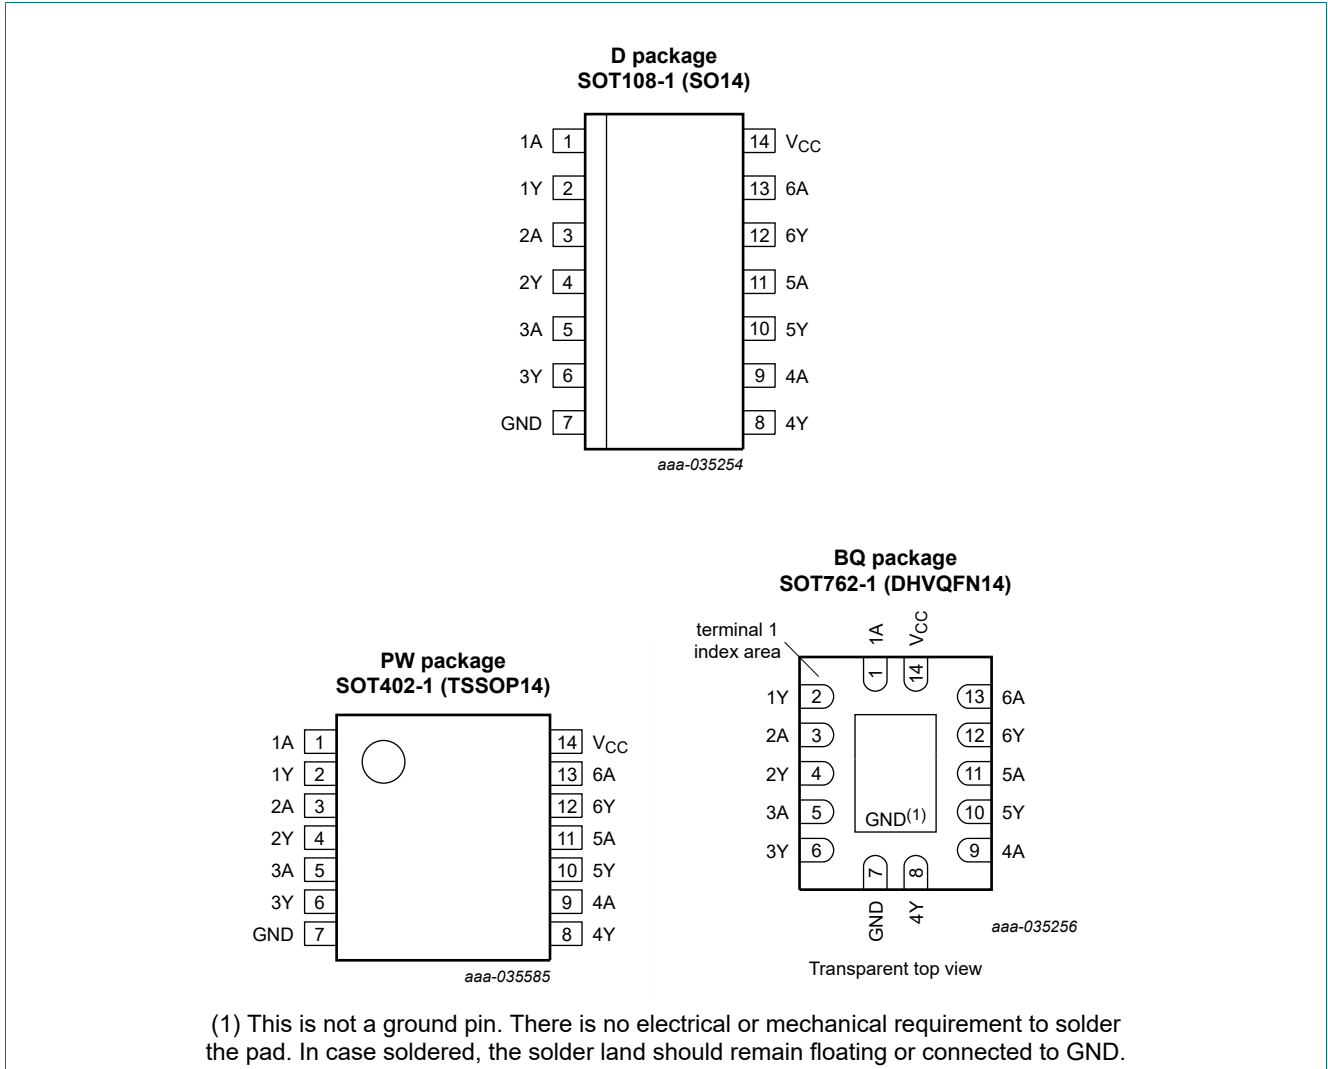 D package
SOT108-1 (SO14)
1A 1 14 VCC
1Y 2 13 6A
2A 3 12 6Y
2Y 4 11 5A
3A 5 10 5Y
3Y 6 9 4A
GND 7 8 4Y
aaa-035254
PW package
SOT402-1 (TSSOP14)
1A 1 14 VCC
1Y 2 13 6A
2A 3 12 6Y
2Y 4 11 5A
3A 5 10 5Y
3Y 6 9 4A
GND 7 8 4Y
aaa-035585
BQ package
SOT762-1 (DHVQFN14)
terminal 1
index area
1A VCC
1 14
1Y 2 13 6A
2A 3 12 6Y
2Y 4 11 5A
3A 5 10 5Y
GND(1)
3Y 6 9 4A
7 8
GND 4Y
aaa-035256
Transparent top view
(1) This is not a ground pin. There is no electrical or mechanical requirement to solder
the pad. In case soldered, the solder land should remain floating or connected to GND.